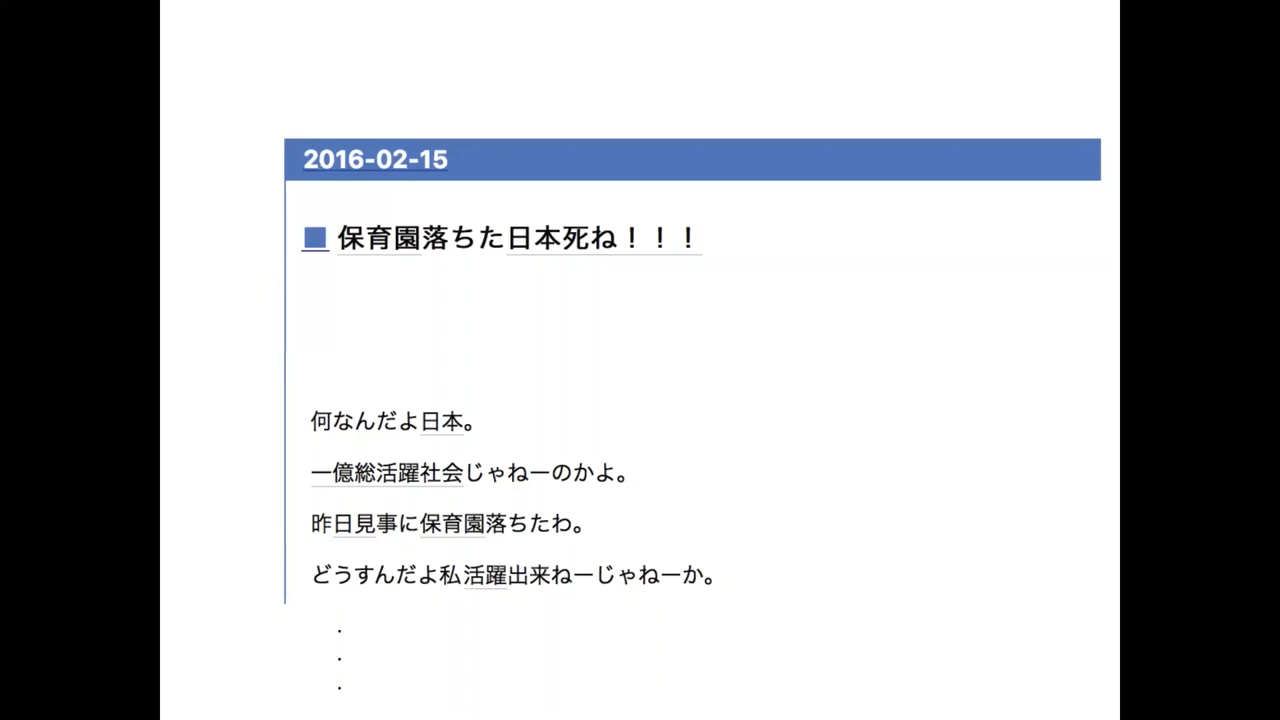 2016-02-15
■ 保育園落ちた日本死ね！！！
何なんだよ日本。
一億総活躍社会じゃねーのかよ。
昨日見事に保育園落ちたわ。
どうすんだよ私活躍出来ねーじゃねーか。
.
.
.